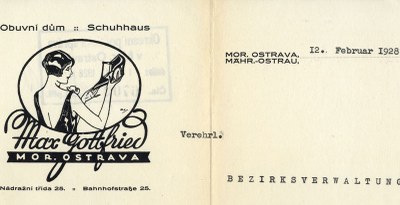 Obuvní dům :: Schuhhaus
Max Gottfried
MOR. OSTRAVA
Nádražní třída 25. - Bahnhofstraße 25.
MOR. OSTRAVA,
MÄHR.-OSTRAU,
12. Februar 1928
Verehrl.
BEZIRKSVERWALTUNG